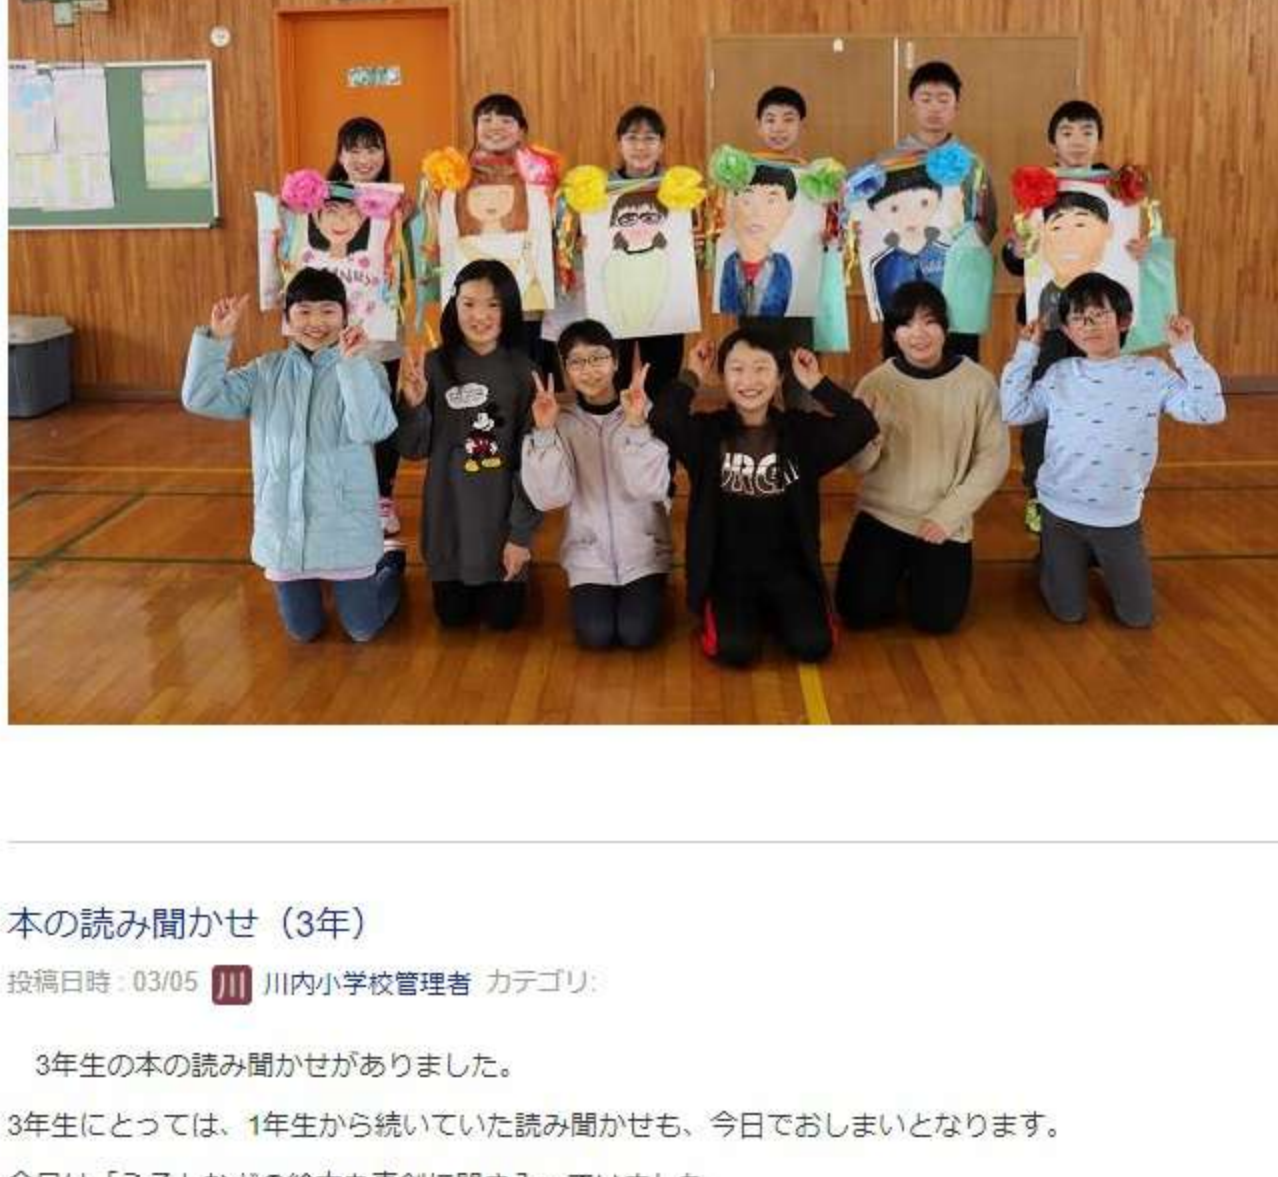 本の読み聞かせ（3年）
投稿日時 : 03/05 川 川内小学校管理者 カテゴリ:
3年生の本の読み聞かせがありました。
3年生にとっては、1年生から続いていた読み聞かせも、今日でおしまいとなります。